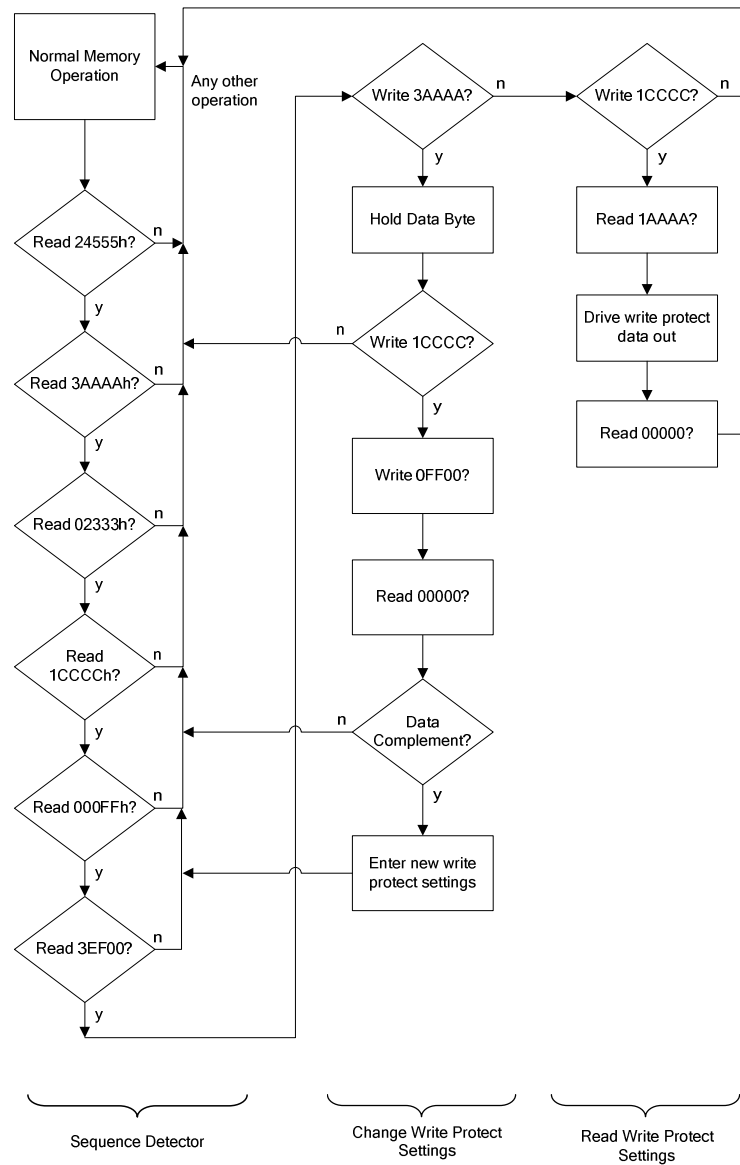 Normal Memory
Operation
Any other
operation
Read 24555h?
n
y
Read 3AAAAh?
n
y
Read 02333h?
n
y
Read
1CCCCh?
n
y
Read 000FFh?
n
y
Read 3EF00?
n
y
Sequence Detector
Write 3AAAA?
n
y
Hold Data Byte
Write 1CCCC?
n
y
Write 0FF00?
Read 00000?
Data
Complement?
n
y
Enter new write
protect settings
Change Write Protect
Settings
Write 1CCCC?
n
y
Read 1AAAA?
Drive write protect
data out
Read 00000?
Read Write Protect
Settings